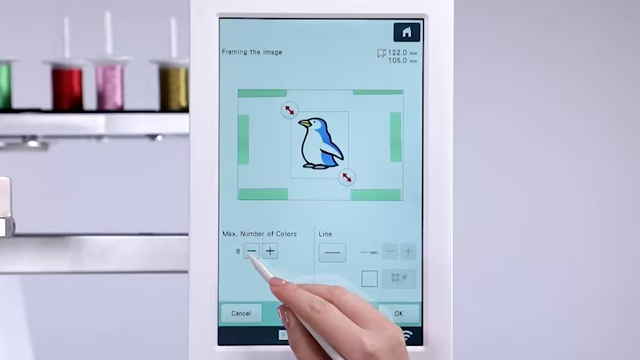 Framing the image
122.0 mm
105.0 mm
Max. Number of Colors
Line
8
Cancel
OK